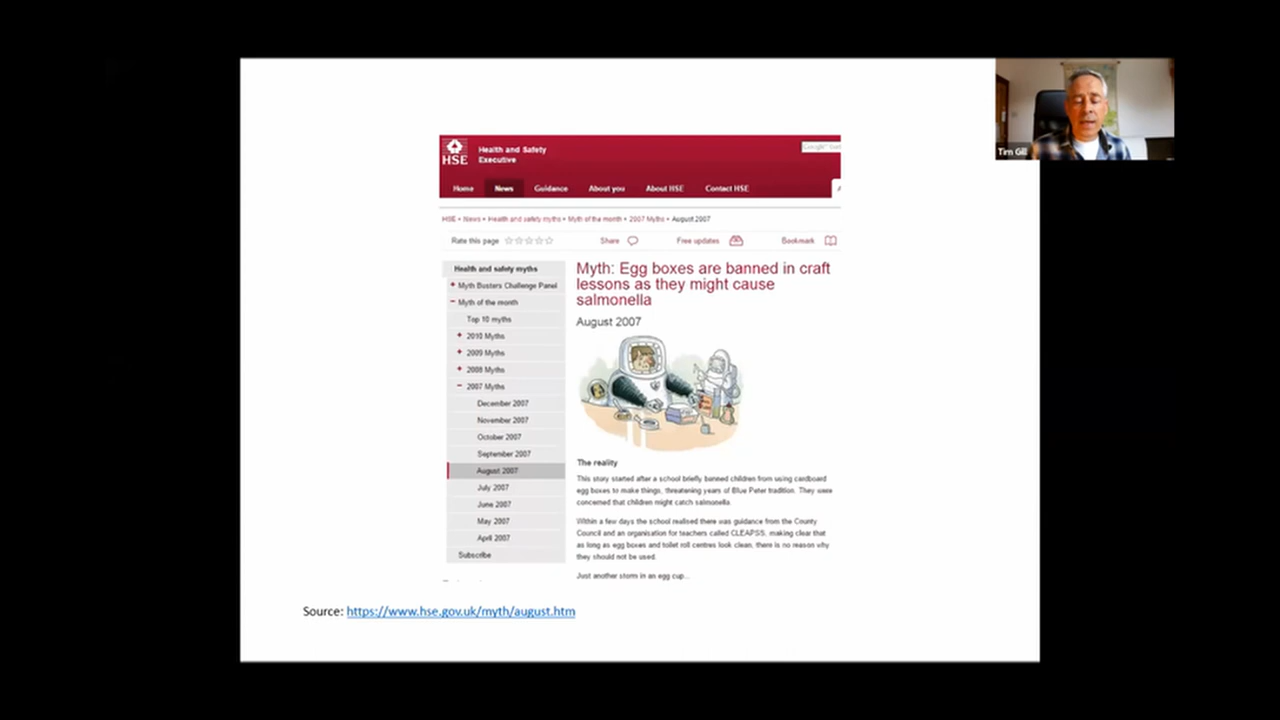 Tim Gill
HSE
Health and Safety
Executive
Home News Guidance About you About HSE Contact HSE
HSE • News • Health and safety myths • Myth of the month • 2007 Myths • August 2007
Rate this page Share Free updates Bookmark
Health and safety myths
+ Myth Busters Challenge Panel
− Myth of the month
Top 10 myths
+ 2010 Myths
+ 2009 Myths
+ 2008 Myths
− 2007 Myths
December 2007
November 2007
October 2007
September 2007
August 2007
July 2007
June 2007
May 2007
April 2007
Subscribe
Myth: Egg boxes are banned in craft
lessons as they might cause
salmonella
August 2007
The reality
This story started after a school briefly banned children from using cardboard
egg boxes to make things, threatening years of Blue Peter tradition. They were
concerned that children might catch salmonella.
Within a few days the school realised there was guidance from the County
Council and an organisation for teachers called CLEAPSS, making clear that
as long as egg boxes and toilet roll centres look clean, there is no reason why
they should not be used.
Just another storm in an egg cup...
Source: https://www.hse.gov.uk/myth/august.htm